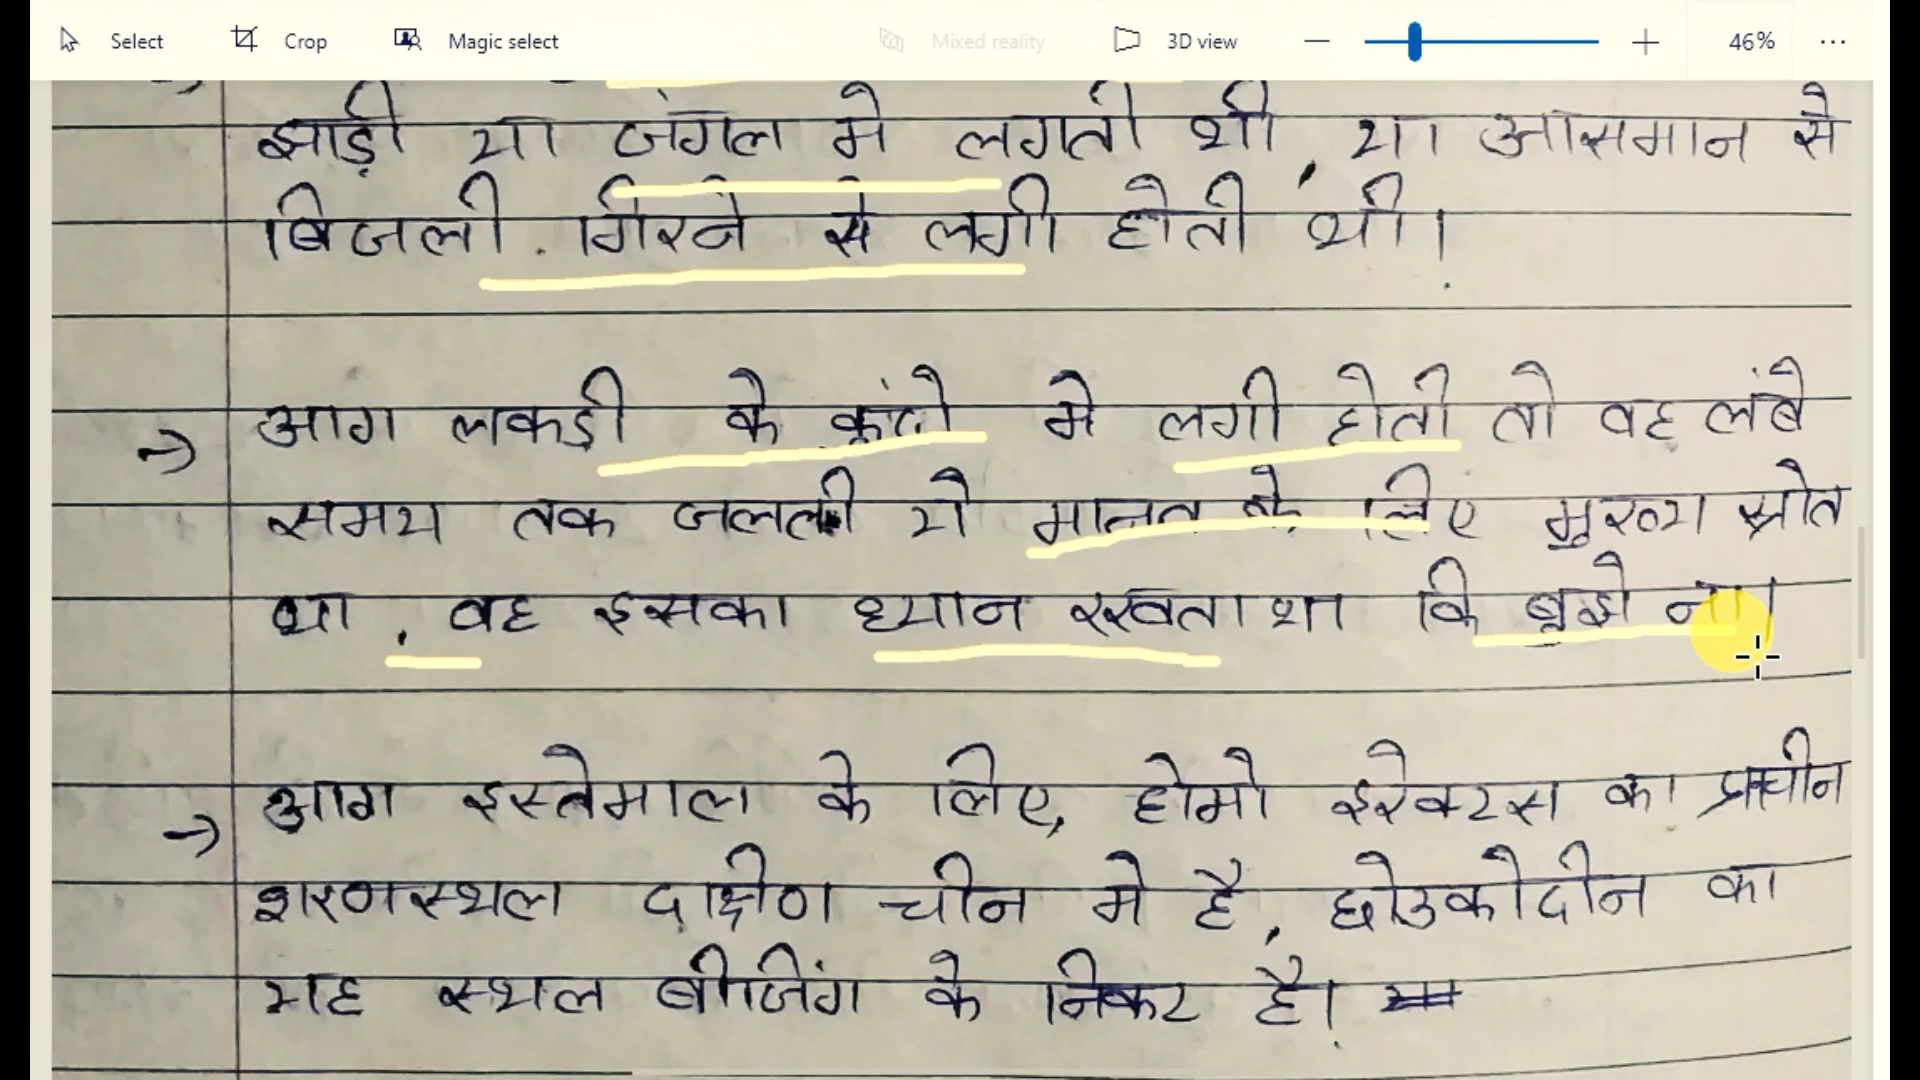 Select Crop Magic select Mixed reality 3D view 46%
झाड़ी या जंगल मे लगती थी, या आसमान से
बिजली गिरने से लगी होती थी।
→ आग लकडी के कुंदो मे लगी होती तो वह लंबे
समय तक जलती ये मानव के लिए मुख्य स्रोत
था, वह इसका ध्यान रखता था कि बुझे ना।
→ आग इस्तेमाल के लिए, होमो इरेक्टस का प्राचीन
शरणस्थल दक्षिण चीन मे है, छोउकोदीन का
यह स्थल बीजिंग के निकट है।